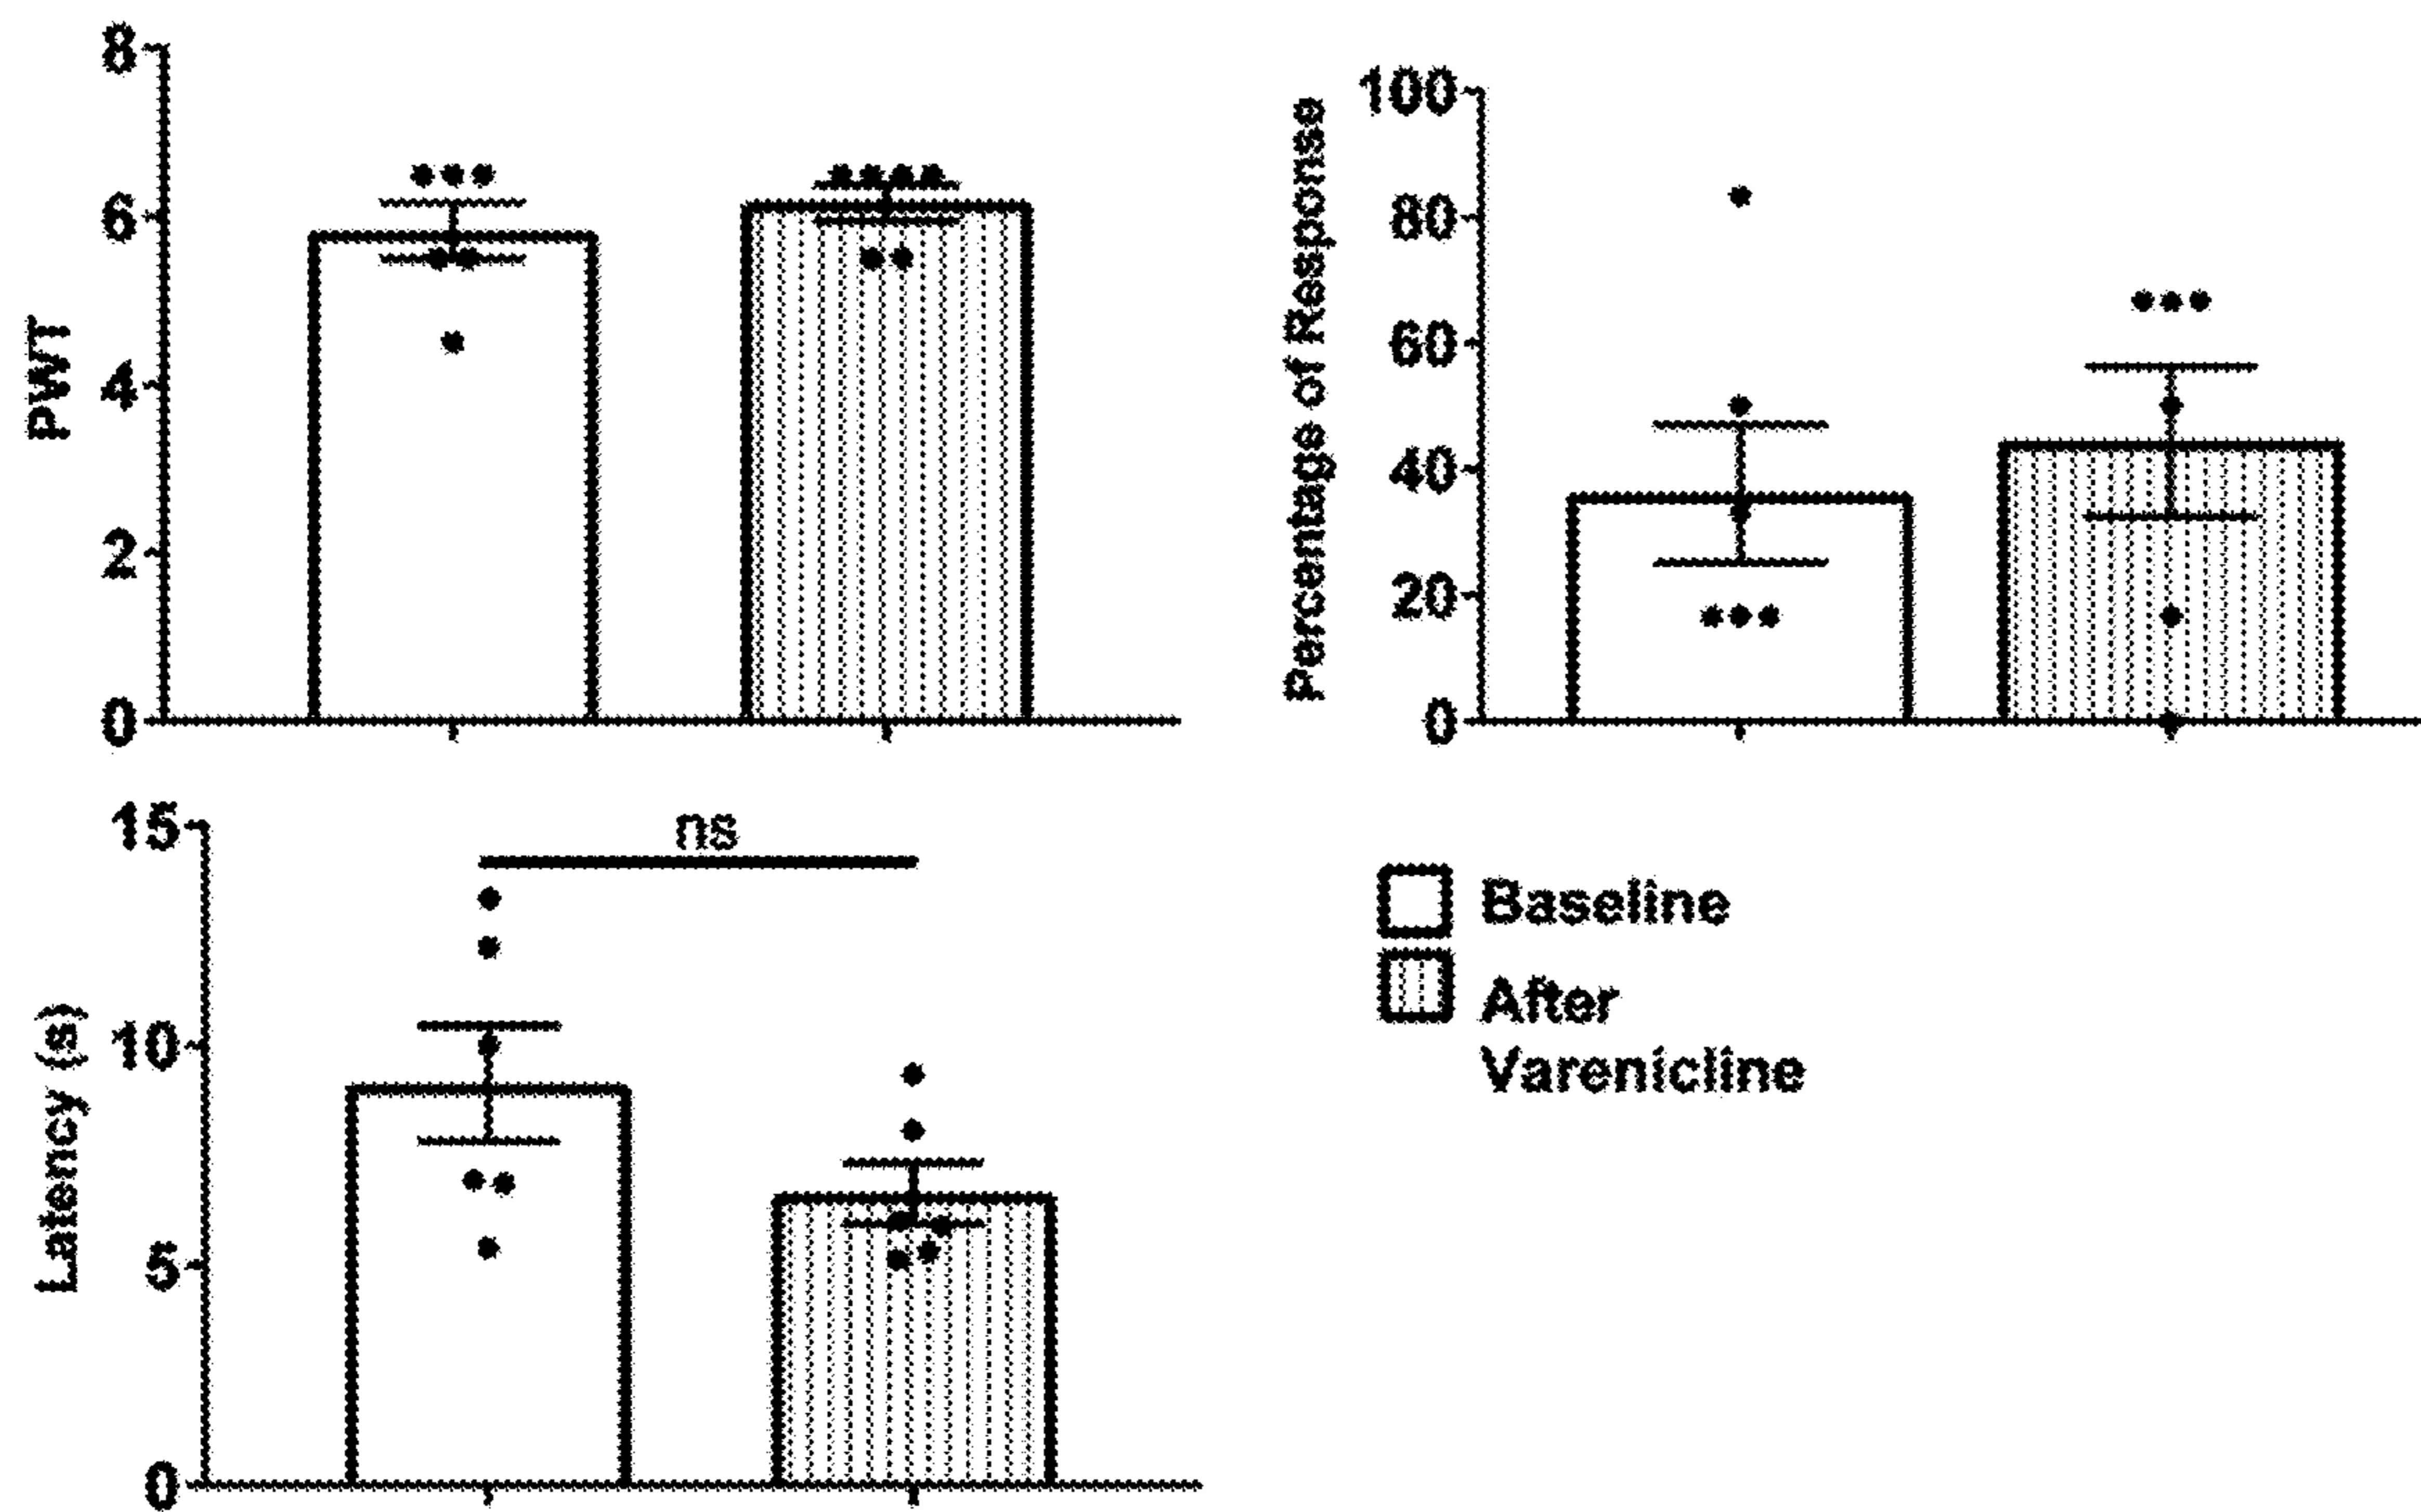 PWT
8
6
4
2
0
Percentage of Response
100
80
60
40
20
0
Latency (s)
15
10
5
0
ns
Baseline
After
Varenicline